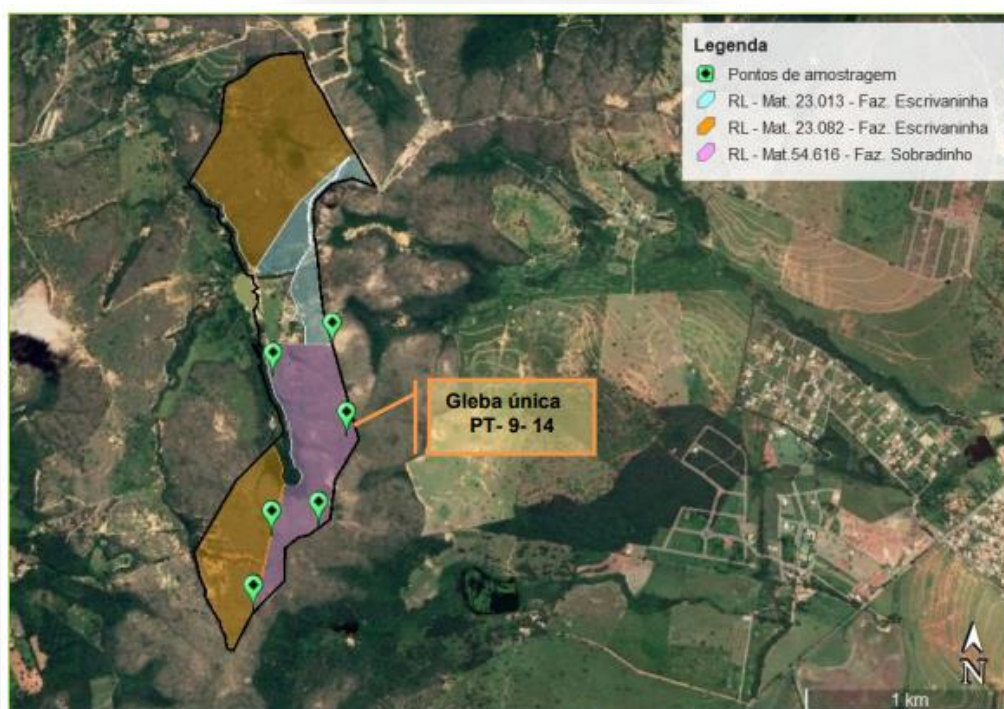 Legenda
Pontos de amostragem
RL - Mat. 23.013 - Faz. Escrivaninha
RL - Mat. 23.082 - Faz. Escrivaninha
RL - Mat.54.616 - Faz. Sobradinho
Gleba única
PT- 9- 14
N
1 km